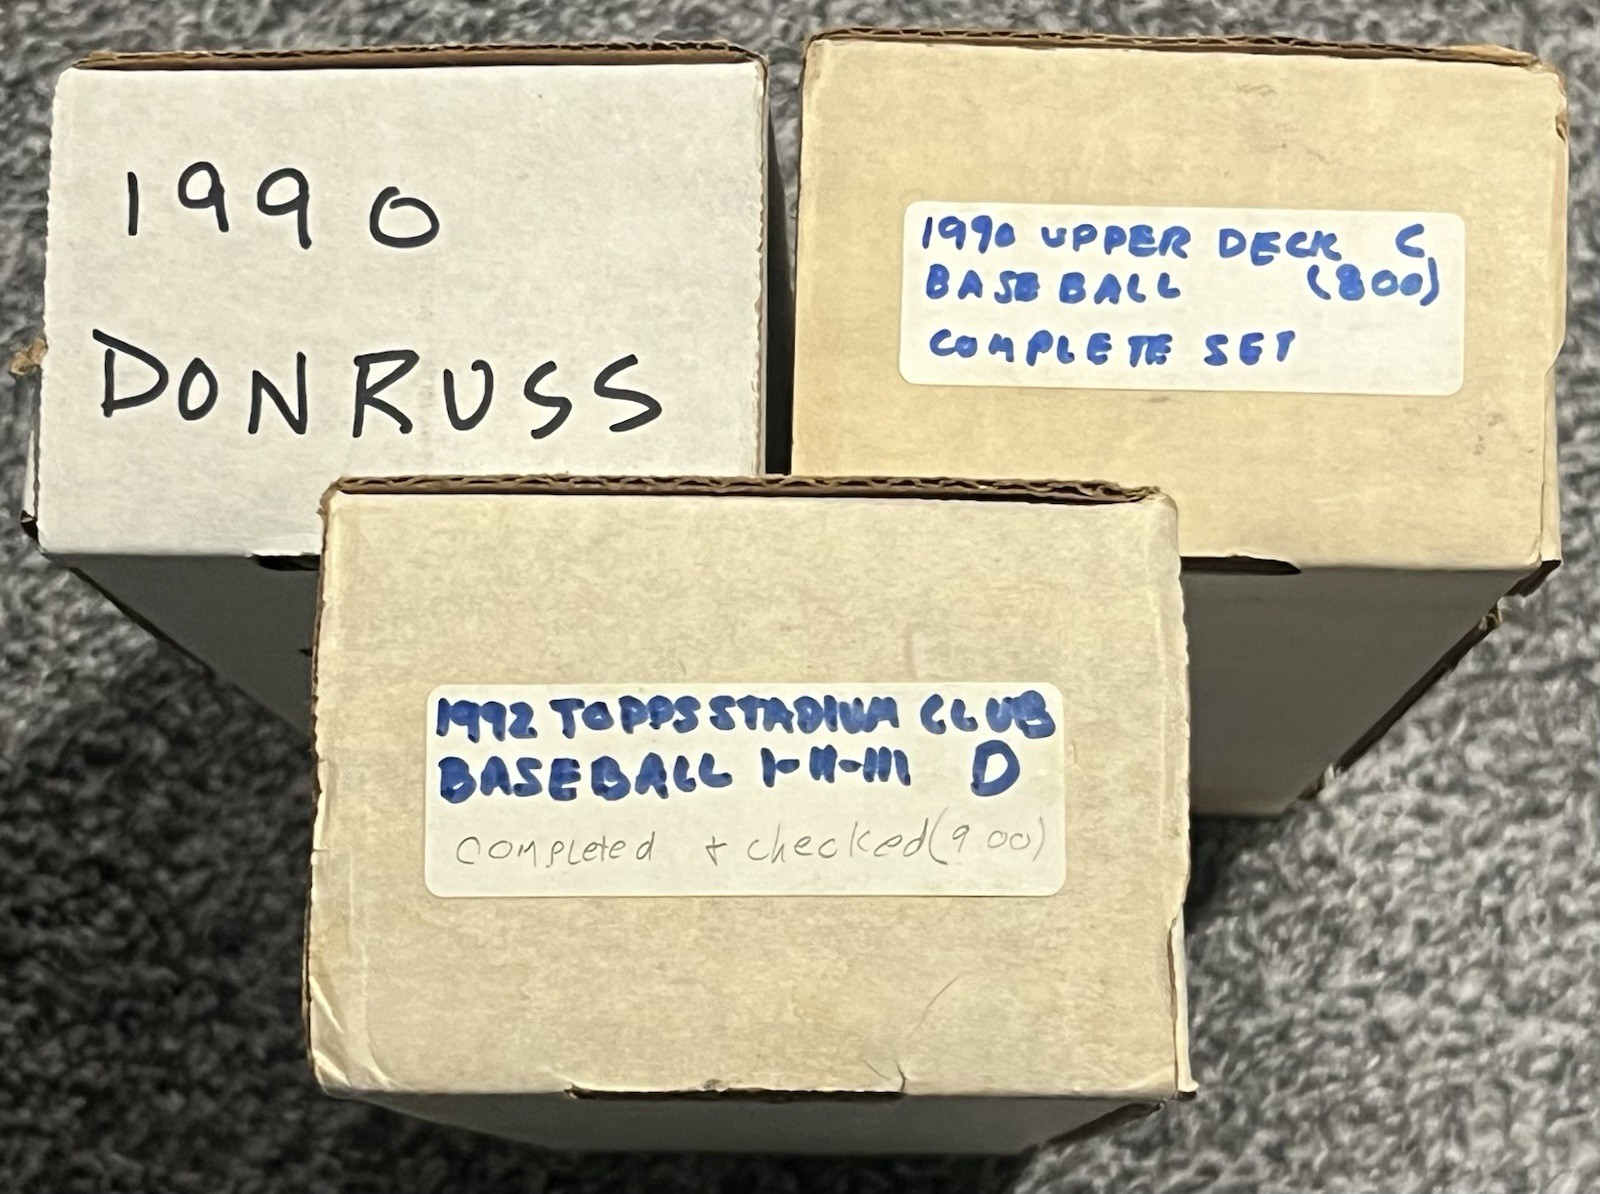 1990
DONRUSS
1990 UPPER DECK C
BASEBALL (800)
COMPLETE SET
1992 TOPPS STADIUM CLUB
BASEBALL I-II-III D
completed + checked (900)